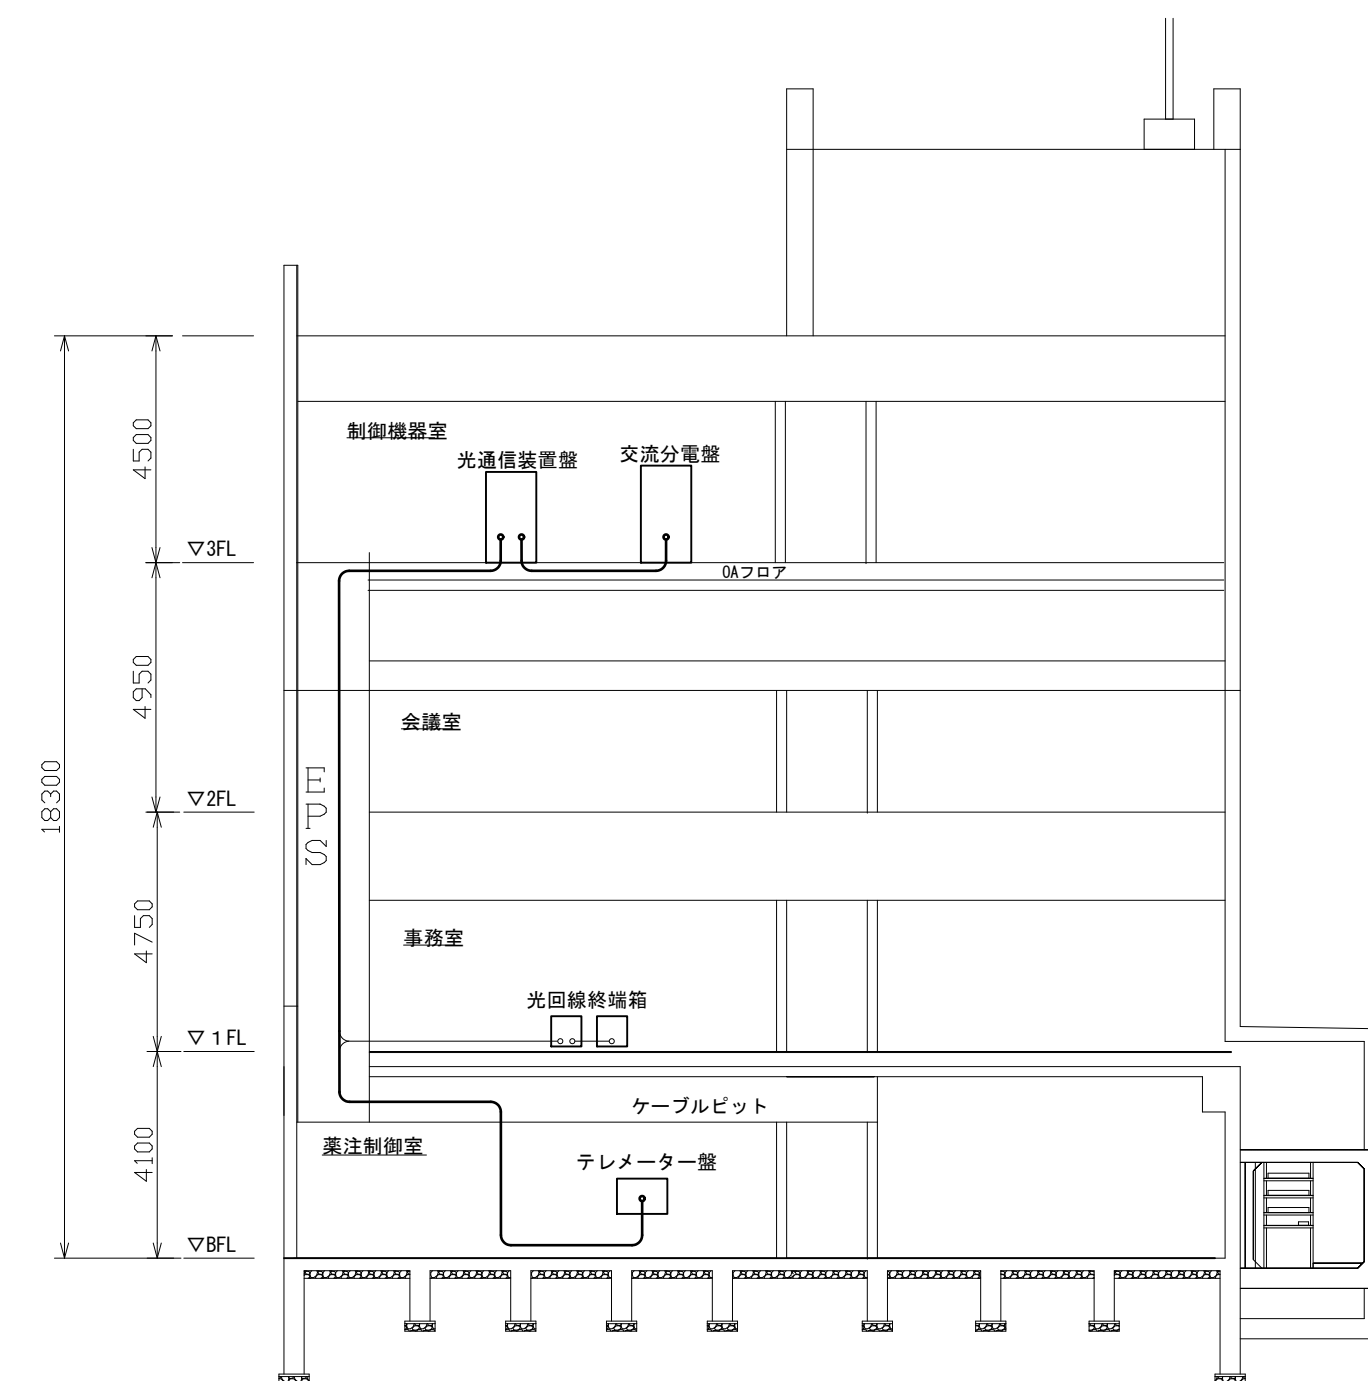 制御機器室
光通信装置盤
交流分電盤
4500
▽3FL
OAフロア
4950
会議室
18300
EPS
▽2FL
4750
事務室
光回線終端箱
▽1FL
ケーブルピット
4100
薬注制御室
テレメーター盤
▽BFL